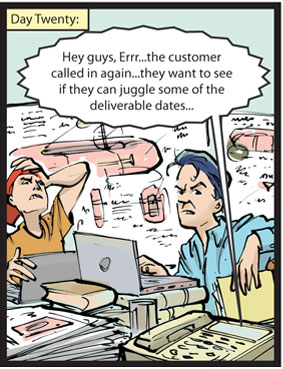 Day Twenty:
Hey guys, Errr...the customer
called in again...they want to see
if they can juggle some of the
deliverable dates...